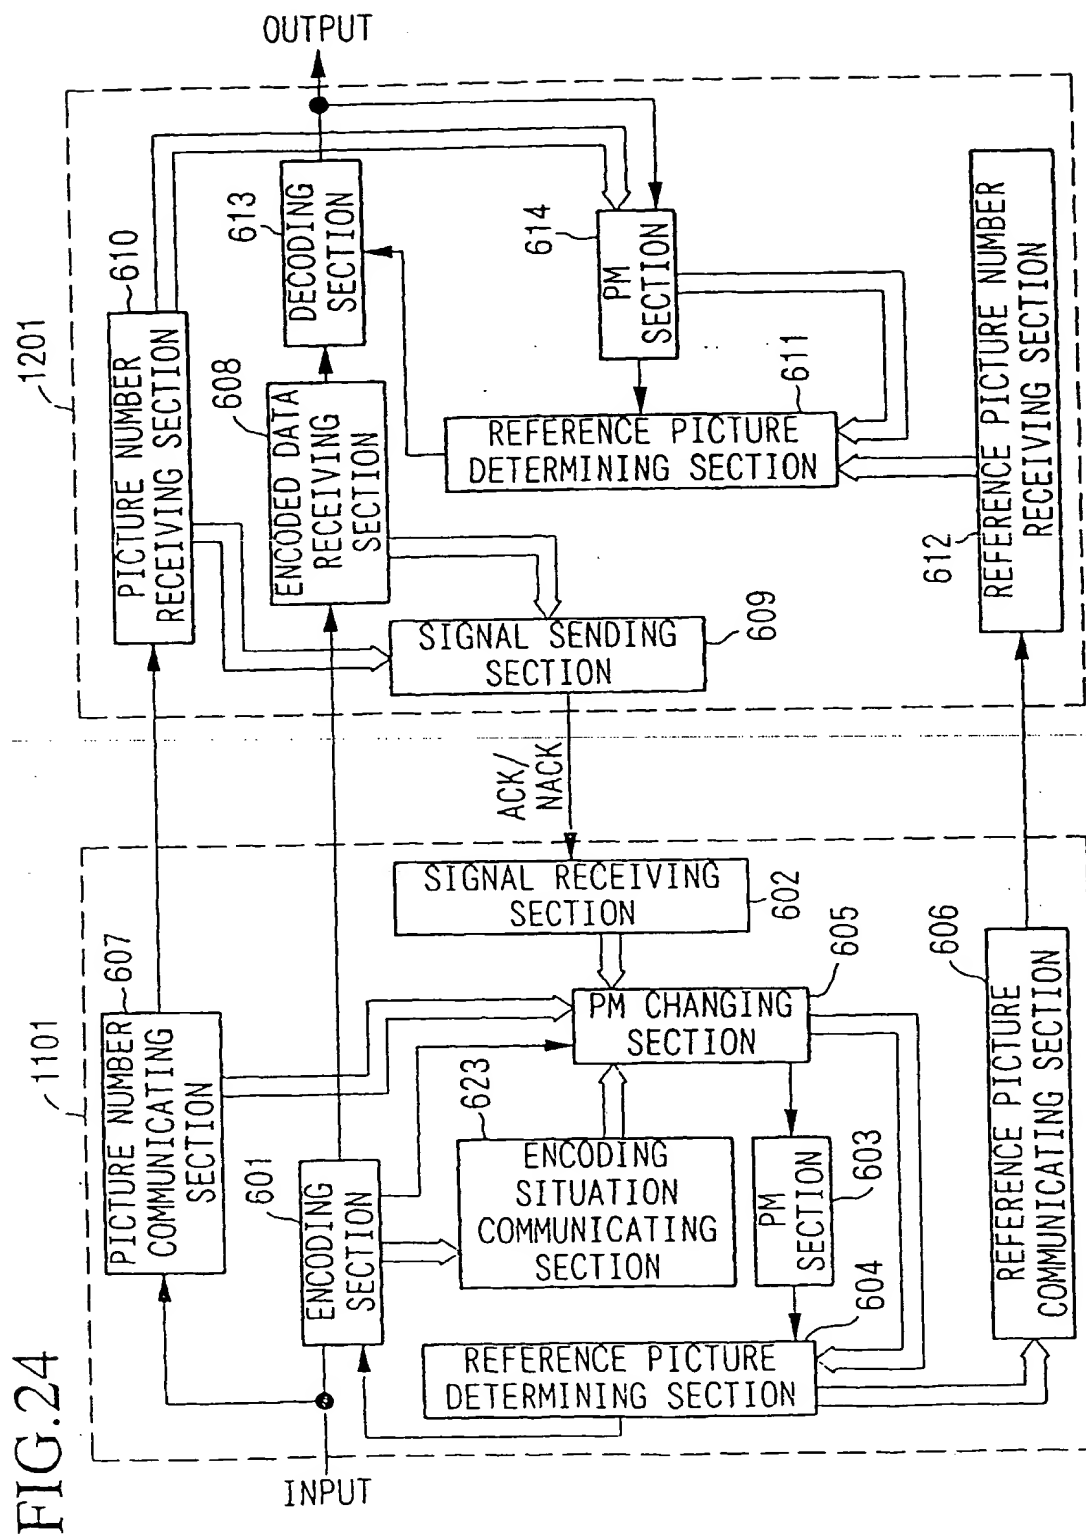 FIG.24
1101
1201
PICTURE NUMBER
COMMUNICATING
SECTION
607
PICTURE NUMBER
RECEIVING SECTION
610
INPUT
ENCODING
SECTION
601
ENCODED DATA
RECEIVING
SECTION
608
DECODING
SECTION
613
OUTPUT
SIGNAL RECEIVING
SECTION
602
ACK/
NACK
SIGNAL SENDING
SECTION
609
ENCODING
SITUATION
COMMUNICATING
SECTION
623
PM CHANGING
SECTION
605
REFERENCE PICTURE
DETERMINING SECTION
604
PM
SECTION
603
REFERENCE PICTURE
DETERMINING SECTION
611
PM
SECTION
614
REFERENCE PICTURE
COMMUNICATING SECTION
606
REFERENCE PICTURE NUMBER
RECEIVING SECTION
612